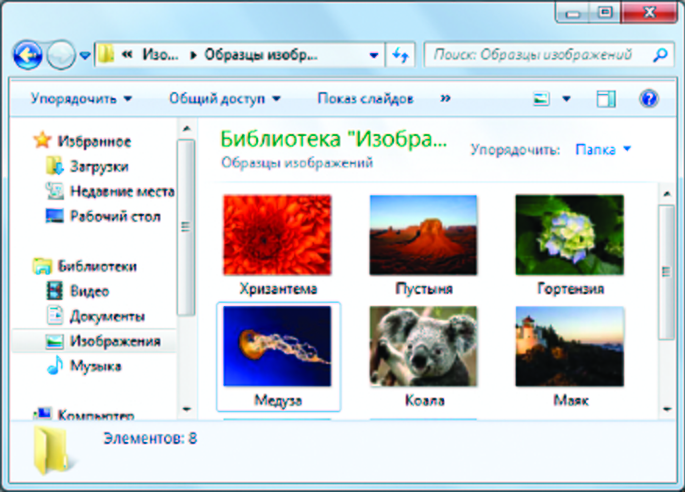 Изо... Образцы изобр...
Поиск: Образцы изображений
Упорядочить Общий доступ Показ слайдов »
Избранное
Загрузки
Недавние места
Рабочий стол
Библиотеки
Видео
Документы
Изображения
Музыка
Компьютер
Библиотека "Изобра...
Образцы изображений
Упорядочить: Папка
Хризантема Пустыня Гортензия
Медуза Коала Маяк
Элементов: 8